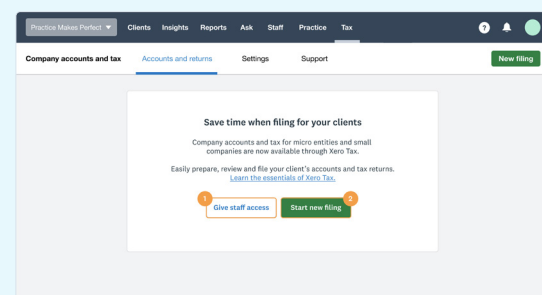 Practice Makes Perfect Clients Insights Reports Ask Staff Practice Tax ?
Company accounts and tax Accounts and returns Settings Support New filing
Save time when filing for your clients
Company accounts and tax for micro entities and small
companies are now available through Xero Tax.
Easily prepare, review and file your client's accounts and tax returns.
Learn the essentials of Xero Tax.
1 2
Give staff access Start new filing